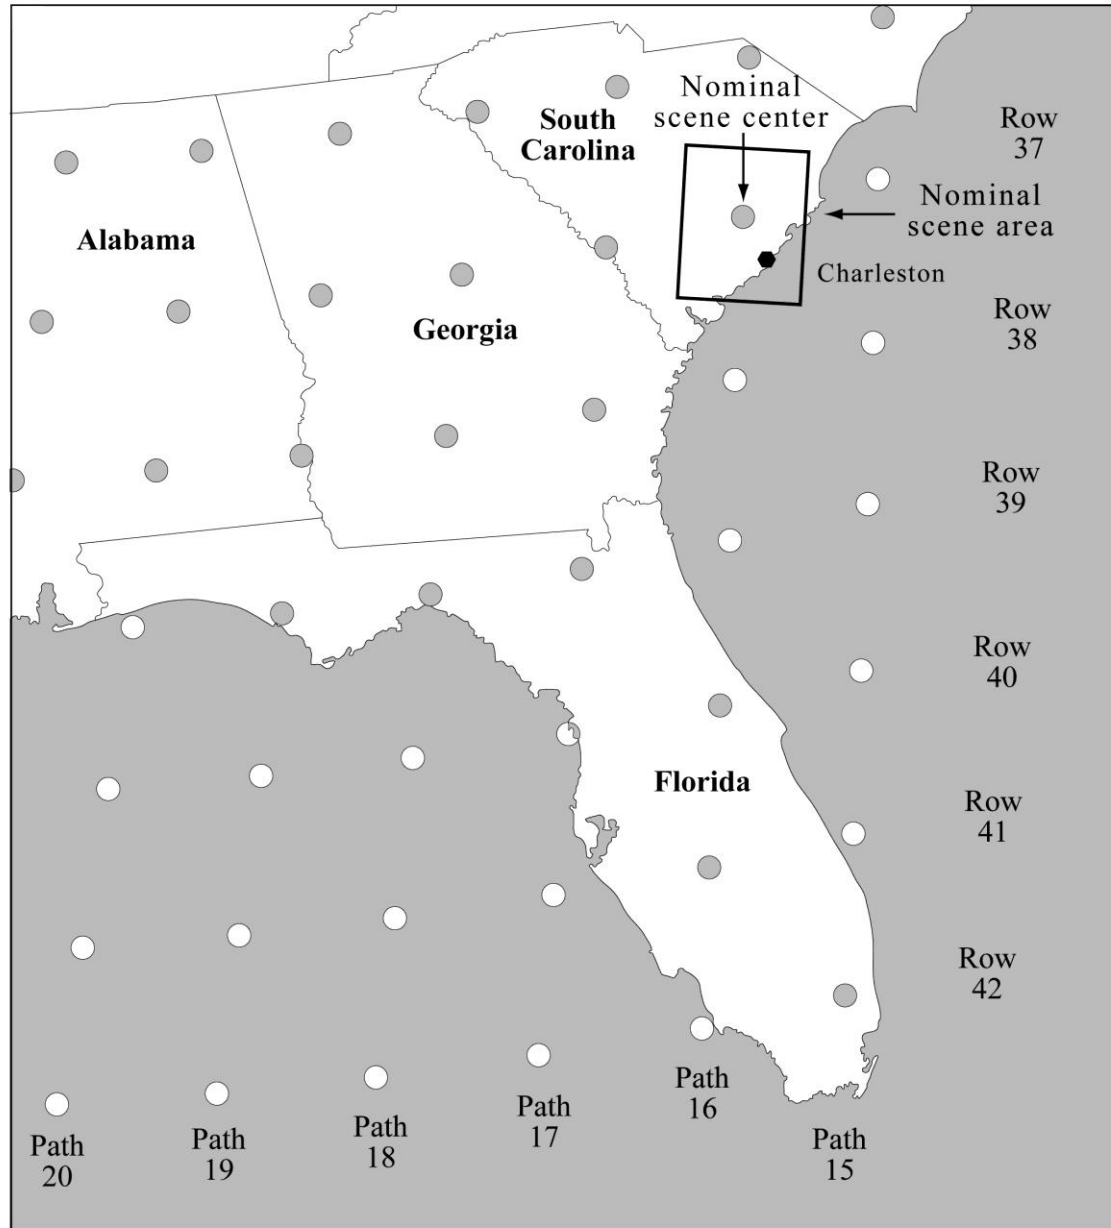 Nominal
scene center
South
Carolina
Row
37
Nominal
scene area
Alabama
Charleston
Row
38
Georgia
Row
39
Row
40
Florida
Row
41
Row
42
Path
16
Path
17
Path
18
Path
19
Path
20
Path
15